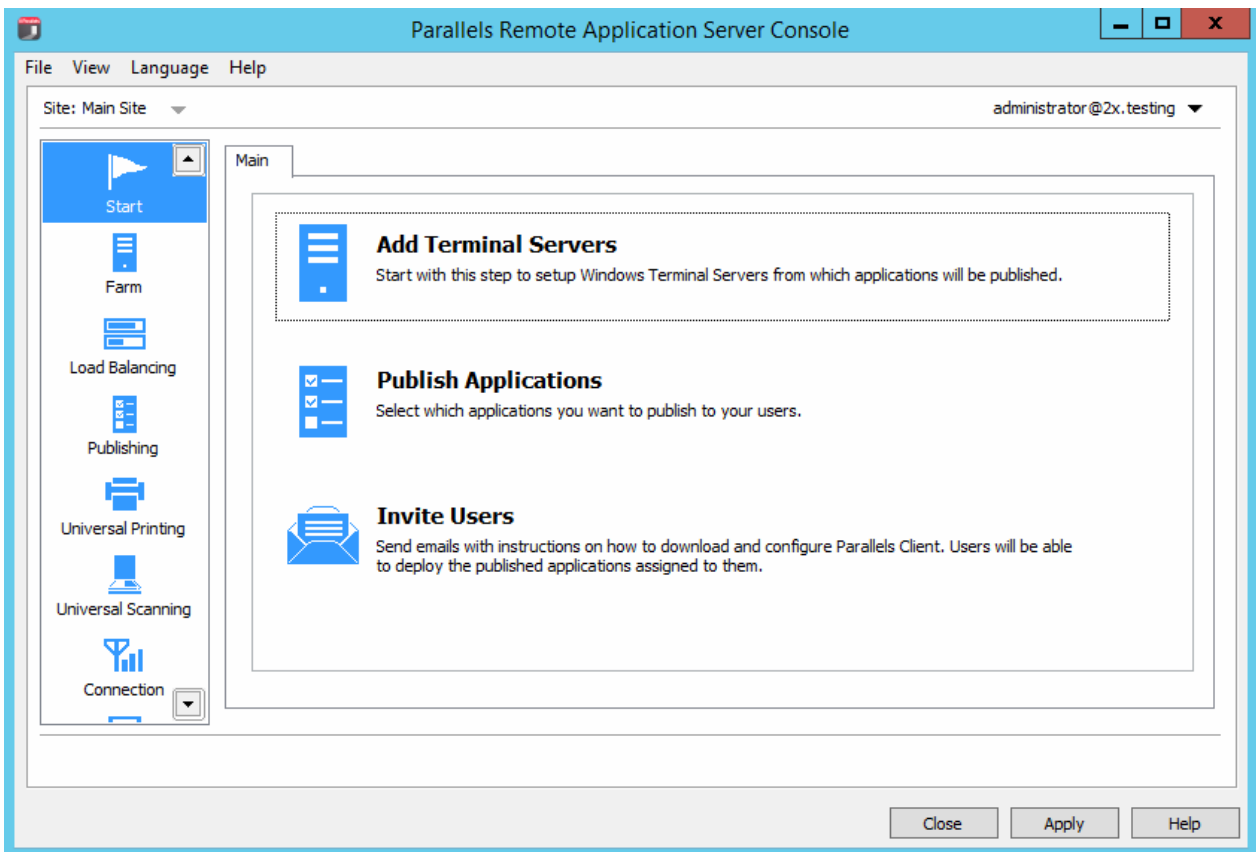 Parallels Remote Application Server Console
X
File View Language Help
Site: Main Site
administrator@2x.testing
Start
Farm
Load Balancing
Publishing
Universal Printing
Universal Scanning
Connection
Main
Add Terminal Servers
Start with this step to setup Windows Terminal Servers from which applications will be published.
Publish Applications
Select which applications you want to publish to your users.
Invite Users
Send emails with instructions on how to download and configure Parallels Client. Users will be able
to deploy the published applications assigned to them.
Close Apply Help